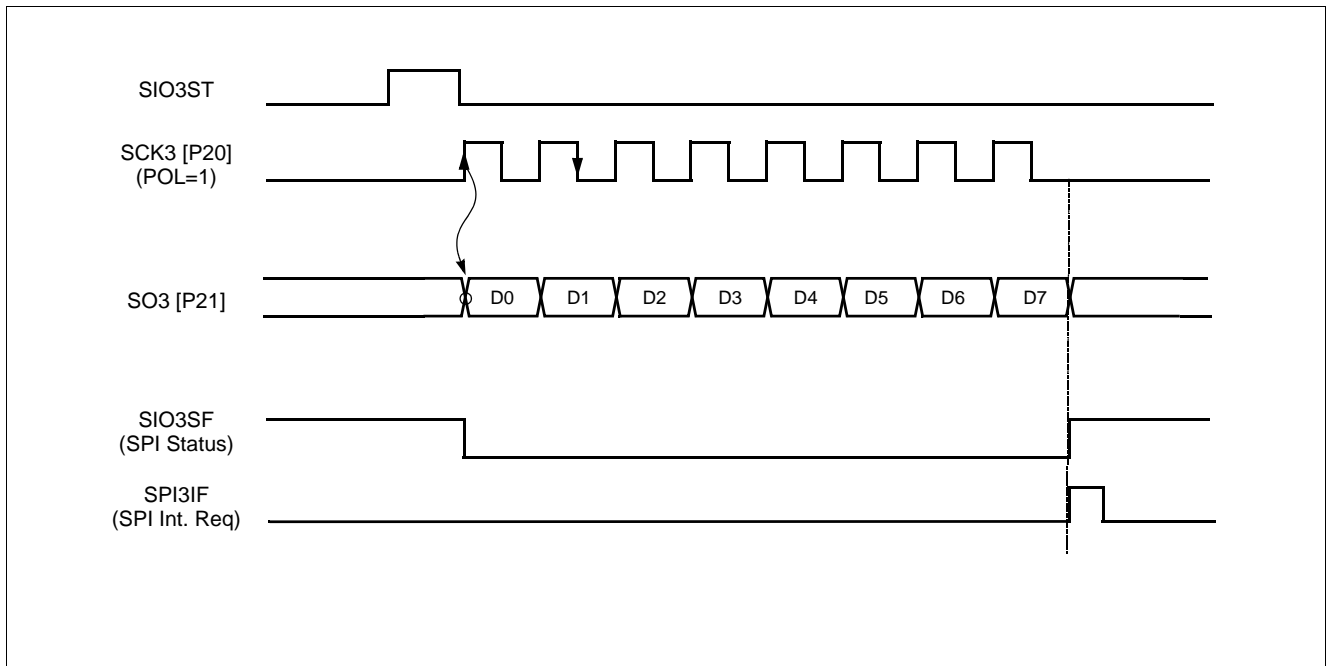 SIO3ST
SCK3 [P20]
(POL=1)
SO3 [P21]
D0 D1 D2 D3 D4 D5 D6 D7
SIO3SF
(SPI Status)
SPI3IF
(SPI Int. Req)